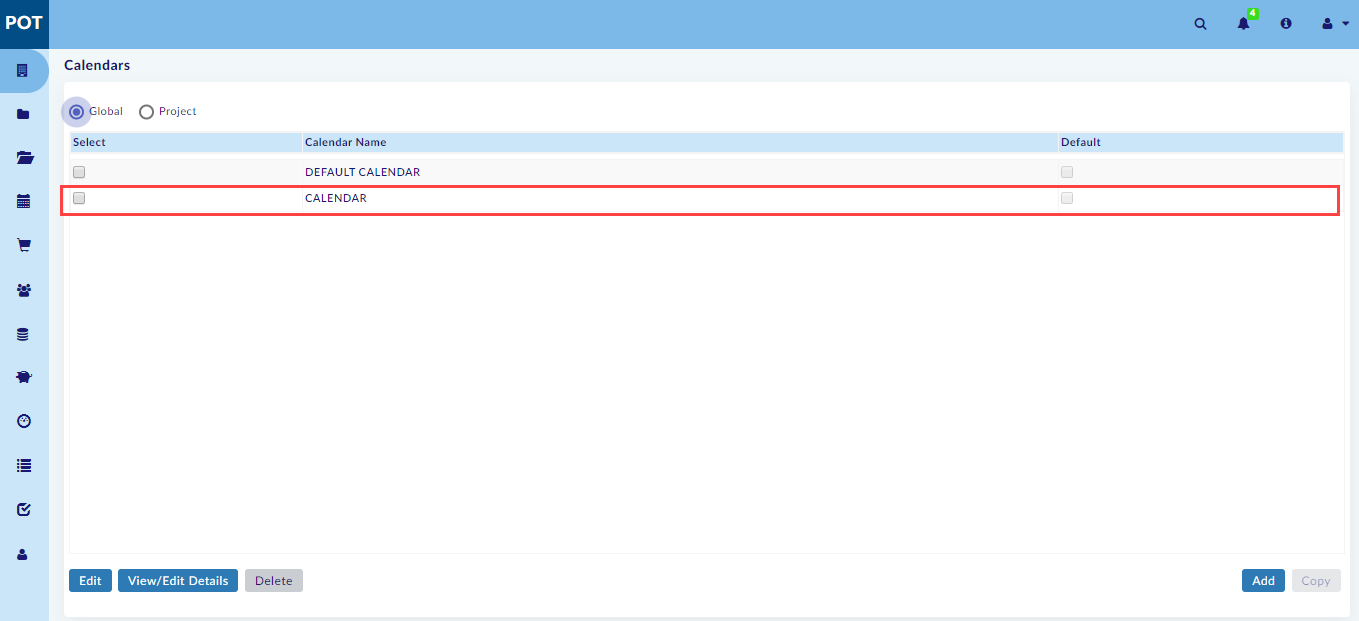 POT
4
Calendars
Global Project
Select Calendar Name Default
DEFAULT CALENDAR
CALENDAR
Edit View/Edit Details Delete Add Copy